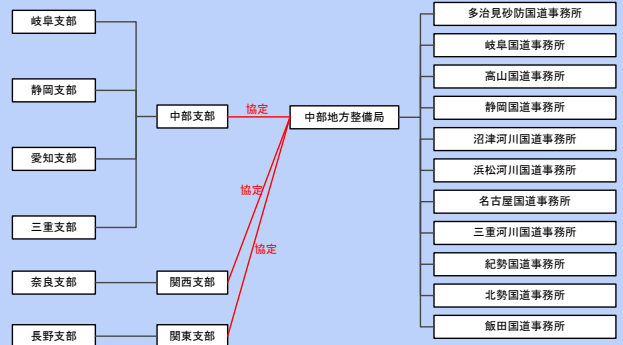 岐阜支部
静岡支部
愛知支部
三重支部
奈良支部
長野支部
中部支部
関西支部
関東支部
協定
協定
協定
中部地方整備局
多治見砂防国道事務所
岐阜国道事務所
高山国道事務所
静岡国道事務所
沼津河川国道事務所
浜松河川国道事務所
名古屋国道事務所
三重河川国道事務所
紀勢国道事務所
北勢国道事務所
飯田国道事務所